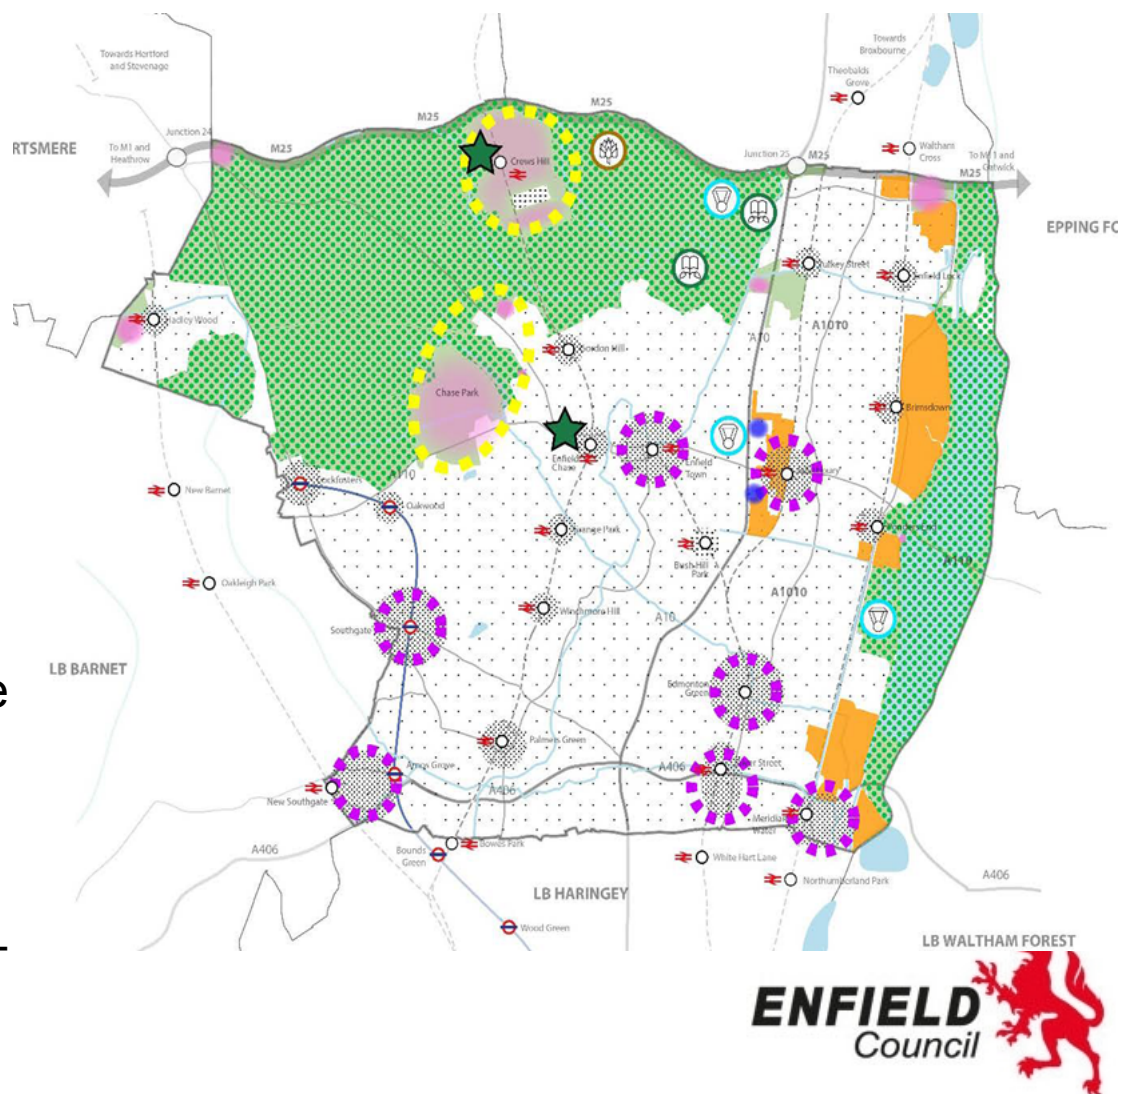 Towards Hertford
and Stevenage
Towards
Broxbourne
Theobalds
Grove
M25
M25
Junction 24
RTSMERE
To M1 and
Heathrow
M25
Crews Hill
Junction 25
M25
Waltham
Cross
M25
EPPING FO
Turkey Street
Enfield Lock
Hadley Wood
A1010
A10
Gordon Hill
Chase Park
Brimsdown
Enfield
Chase
Enfield
Town
A110
Cockfosters
New Barnet
Oakwood
Grange Park
Bush Hill
Park
A110
Oakleigh Park
A1010
Winchmore Hill
A10
Southgate
LB BARNET
e
Edmonton
Green
Palmers Green
Arnos Grove
A406
A406
New Southgate
Meridian
Water
A406
Bounds
Green
Bowes Park
White Hart Lane
Northumberland Park
A406
LB HARINGEY
Wood Green
LB WALTHAM FOREST
ENFIELD
Council